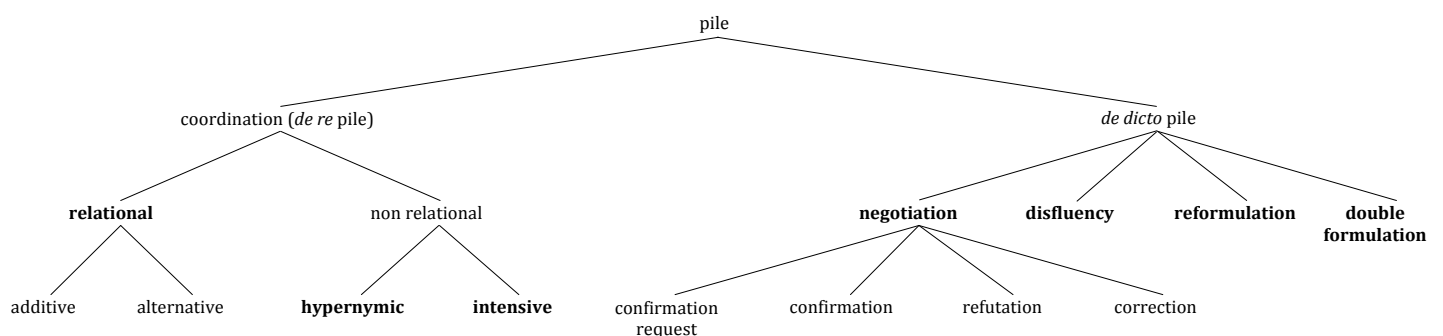 pile
coordination (de re pile)
de dicto pile
relational
non relational
negotiation
disfluency
reformulation
double
formulation
additive
alternative
hypernymic
intensive
confirmation
request
confirmation
refutation
correction